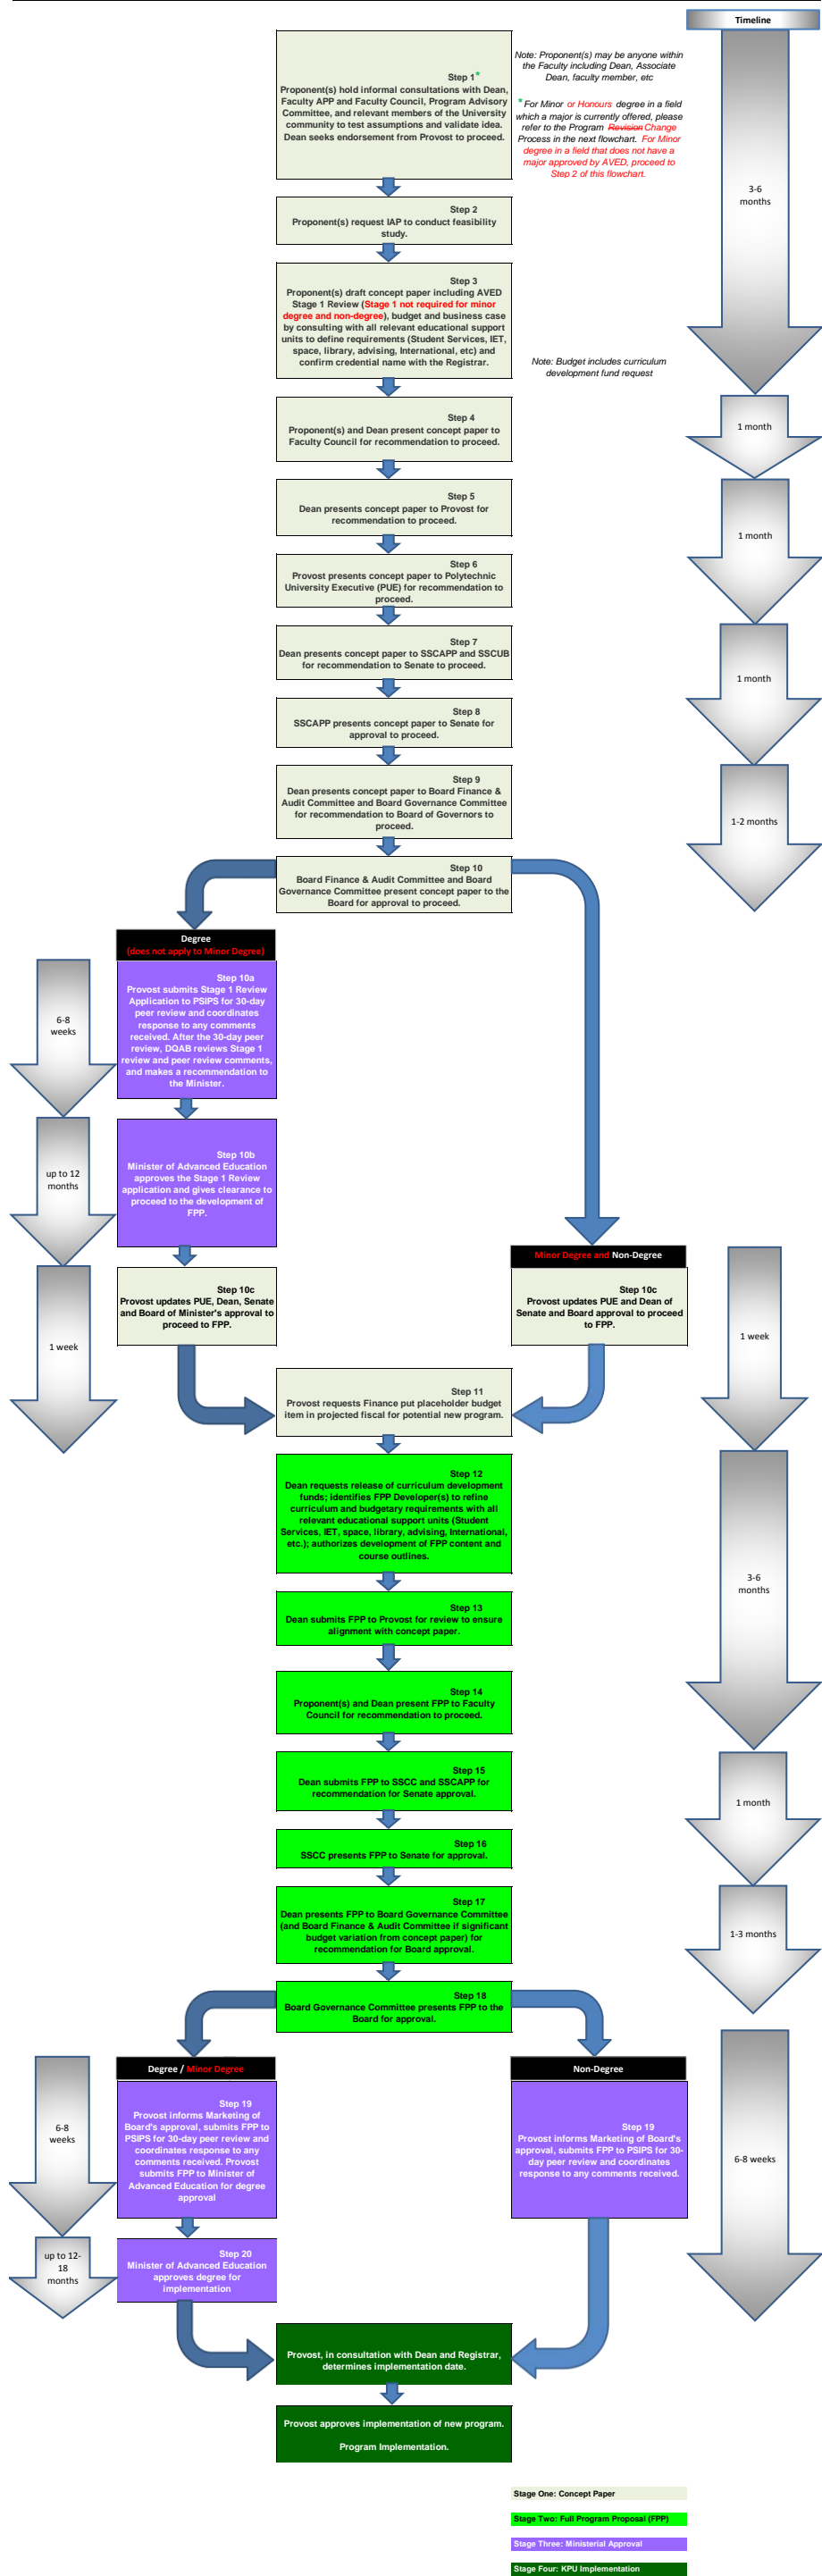 Timeline
Step 1*
Proponent(s) hold informal consultations with Dean,
Faculty APP and Faculty Council, Program Advisory
Committee, and relevant members of the University
community to test assumptions and validate idea.
Dean seeks endorsement from Provost to proceed.
Note: Proponent(s) may be anyone within
the Faculty including Dean, Associate
Dean, faculty member, etc
* For Minor or Honours degree in a field
which a major is currently offered, please
refer to the Program Revision Change
Process in the next flowchart. For Minor
degree in a field that does not have a
major approved by AVED, proceed to
Step 2 of this flowchart.
3-6
months
Step 2
Proponent(s) request IAP to conduct feasibility
study.
Step 3
Proponent(s) draft concept paper including AVED
Stage 1 Review (Stage 1 not required for minor
degree and non-degree), budget and business case
by consulting with all relevant educational support
units to define requirements (Student Services, IET,
space, library, advising, International, etc) and
confirm credential name with the Registrar.
Note: Budget includes curriculum
development fund request
Step 4
Proponent(s) and Dean present concept paper to
Faculty Council for recommendation to proceed.
1 month
Step 5
Dean presents concept paper to Provost for
recommendation to proceed.
1 month
Step 6
Provost presents concept paper to Polytechnic
University Executive (PUE) for recommendation to
proceed.
Step 7
Dean presents concept paper to SSCAPP and SSCUB
for recommendation to Senate to proceed.
1 month
Step 8
SSCAPP presents concept paper to Senate for
approval to proceed.
Step 9
Dean presents concept paper to Board Finance &
Audit Committee and Board Governance Committee
for recommendation to Board of Governors to
proceed.
1-2 months
Step 10
Board Finance & Audit Committee and Board
Governance Committee present concept paper to the
Board for approval to proceed.
Degree
(does not apply to Minor Degree)
Step 10a
Provost submits Stage 1 Review
Application to PSIPS for 30-day
peer review and coordinates
response to any comments
received. After the 30-day peer
review, DQAB reviews Stage 1
review and peer review comments,
and makes a recommendation to
the Minister.
6-8
weeks
Step 10b
Minister of Advanced Education
approves the Stage 1 Review
application and gives clearance to
proceed to the development of
FPP.
up to 12
months
Minor Degree and Non-Degree
Step 10c
Provost updates PUE, Dean, Senate
and Board of Minister's approval to
proceed to FPP.
1 week
Step 10c
Provost updates PUE and Dean of
Senate and Board approval to proceed
to FPP.
1 week
Step 11
Provost requests Finance put placeholder budget
item in projected fiscal for potential new program.
Step 12
Dean requests release of curriculum development
funds; identifies FPP Developer(s) to refine
curriculum and budgetary requirements with all
relevant educational support units (Student
Services, IET, space, library, advising, International,
etc.); authorizes development of FPP content and
course outlines.
3-6
months
Step 13
Dean submits FPP to Provost for review to ensure
alignment with concept paper.
Step 14
Proponent(s) and Dean present FPP to Faculty
Council for recommendation to proceed.
Step 15
Dean submits FPP to SSCC and SSCAPP for
recommendation for Senate approval.
1 month
Step 16
SSCC presents FPP to Senate for approval.
Step 17
Dean presents FPP to Board Governance Committee
(and Board Finance & Audit Committee if significant
budget variation from concept paper) for
recommendation for Board approval.
1-3 months
Step 18
Board Governance Committee presents FPP to the
Board for approval.
Degree / Minor Degree
Non-Degree
Step 19
Provost informs Marketing of
Board's approval, submits FPP to
PSIPS for 30-day peer review and
coordinates response to any
comments received. Provost
submits FPP to Minister of
Advanced Education for degree
approval
6-8
weeks
Step 19
Provost informs Marketing of Board's
approval, submits FPP to PSIPS for 30-
day peer review and coordinates
response to any comments received.
6-8 weeks
Step 20
Minister of Advanced Education
approves degree for
implementation
up to 12-
18
months
Provost, in consultation with Dean and Registrar,
determines implementation date.
Provost approves implementation of new program.
Program Implementation.
Stage One: Concept Paper
Stage Two: Full Program Proposal (FPP)
Stage Three: Ministerial Approval
Stage Four: KPU Implementation